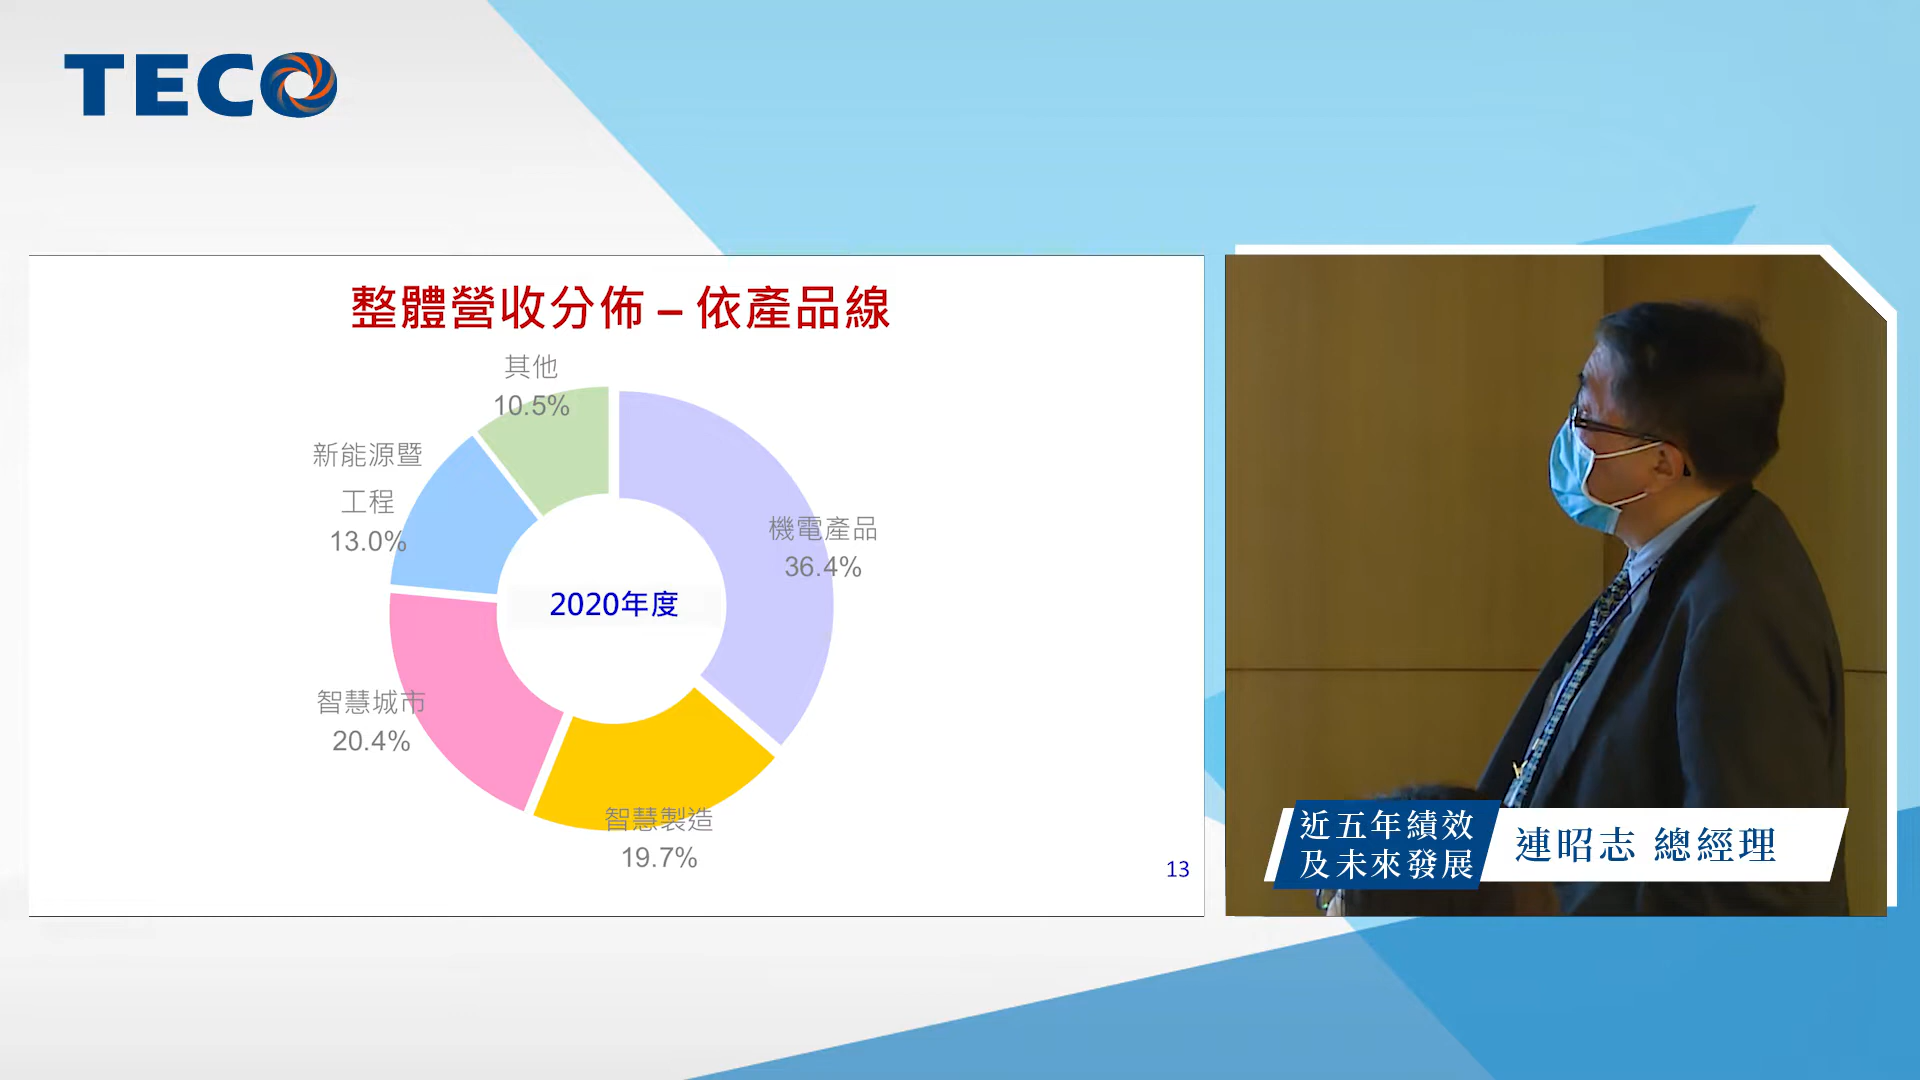 TECO
整體營收分佈 – 依產品線
其他
10.5%
新能源暨
工程
13.0%
機電產品
36.4%
2020年度
智慧城市
20.4%
智慧製造
19.7%
13
近五年績效
及未來發展
連昭志 總經理